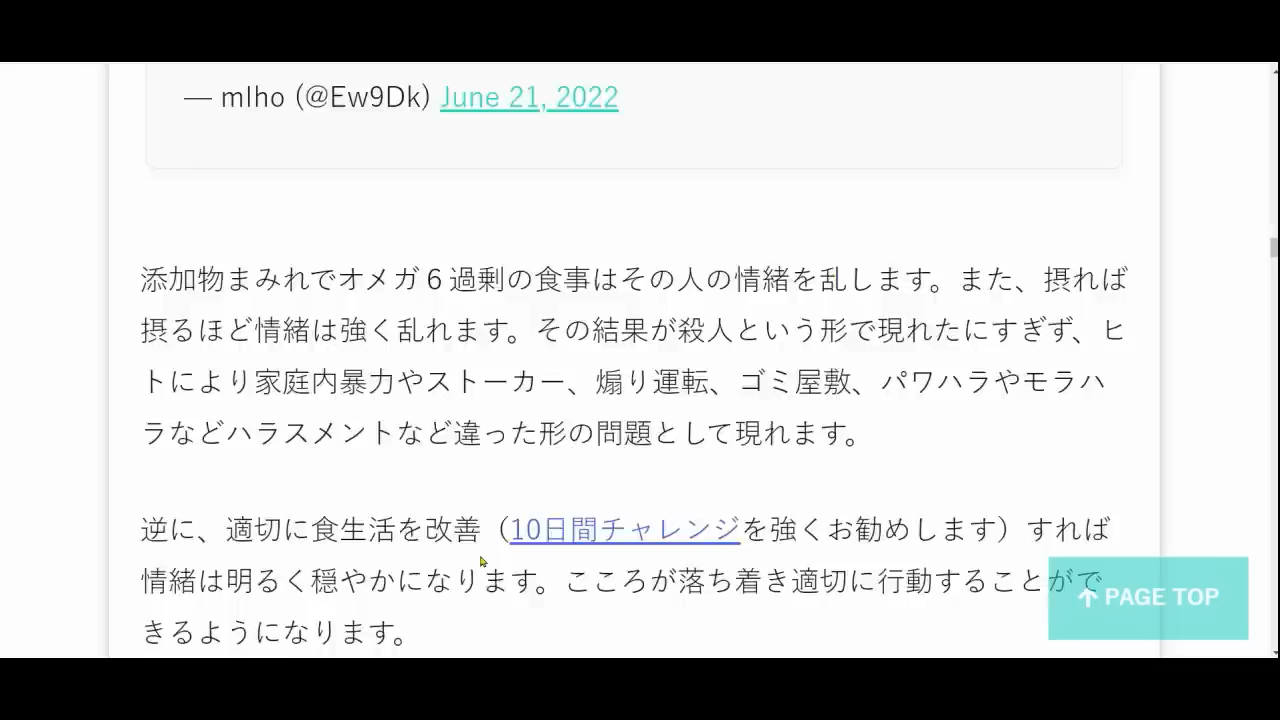 — mlho (@Ew9Dk) June 21, 2022
添加物まみれでオメガ６過剰の食事はその人の情緒を乱します。また、摂れば
摂るほど情緒は強く乱れます。その結果が殺人という形で現れたにすぎず、ヒ
トにより家庭内暴力やストーカー、煽り運転、ゴミ屋敷、パワハラやモラハ
ラなどハラスメントなど違った形の問題として現れます。
逆に、適切に食生活を改善（10日間チャレンジを強くお勧めします）すれば
情緒は明るく穏やかになります。こころが落ち着き適切に行動することがで
きるようになります。
↑ PAGE TOP